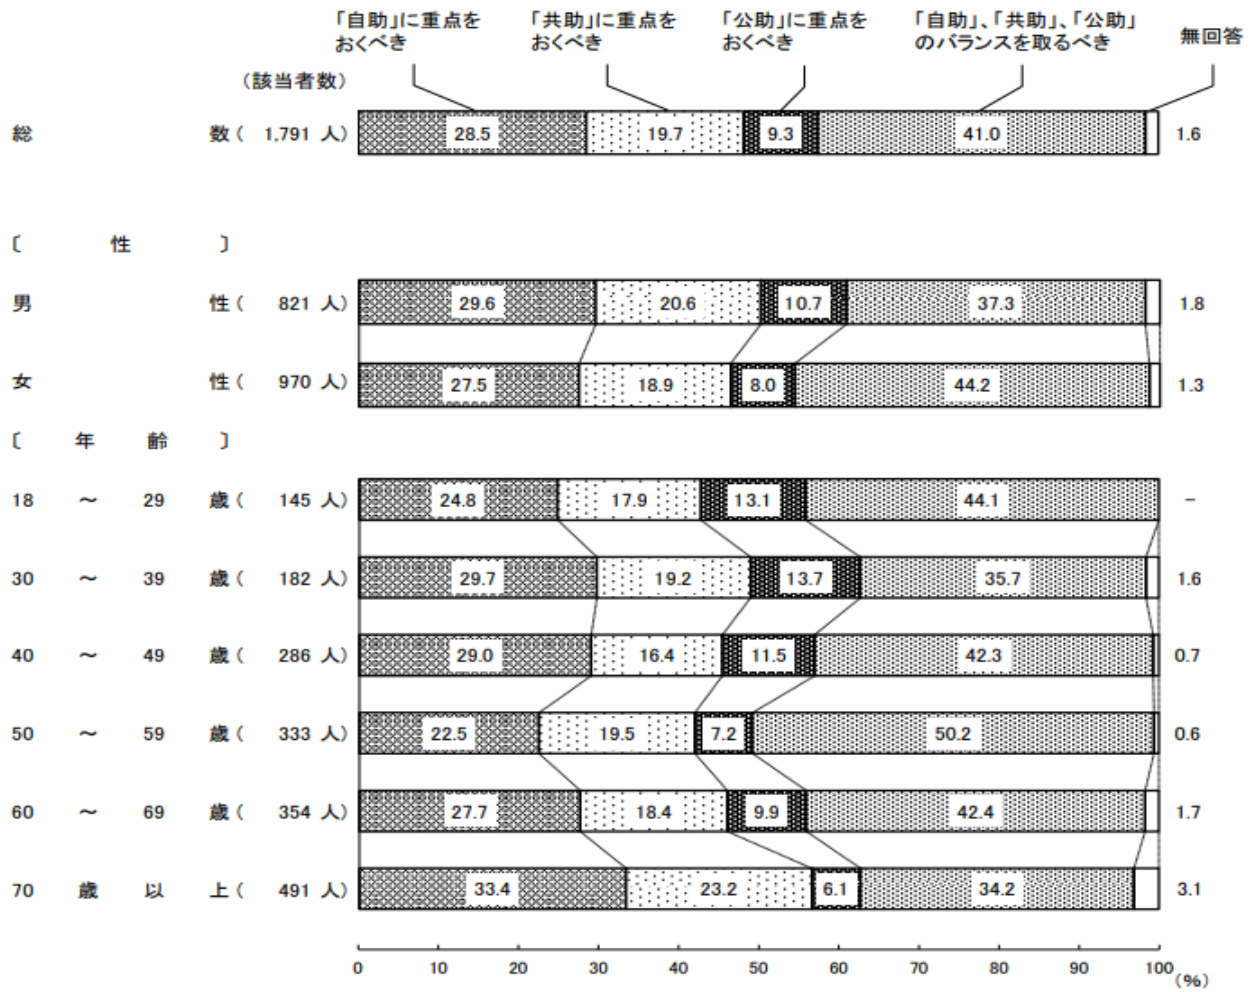 「自助」に重点を
おくべき
「共助」に重点を
おくべき
「公助」に重点を
おくべき
「自助」、「共助」、「公助」
のバランスを取るべき
無回答
(該当者数)
総 数( 1,791 人) 28.5 19.7 9.3 41.0 1.6
〔 性 〕
男 性( 821 人) 29.6 20.6 10.7 37.3 1.8
女 性( 970 人) 27.5 18.9 8.0 44.2 1.3
〔 年 齢 〕
18 ～ 29 歳( 145 人) 24.8 17.9 13.1 44.1 －
30 ～ 39 歳( 182 人) 29.7 19.2 13.7 35.7 1.6
40 ～ 49 歳( 286 人) 29.0 16.4 11.5 42.3 0.7
50 ～ 59 歳( 333 人) 22.5 19.5 7.2 50.2 0.6
60 ～ 69 歳( 354 人) 27.7 18.4 9.9 42.4 1.7
70 歳 以 上( 491 人) 33.4 23.2 6.1 34.2 3.1
0 10 20 30 40 50 60 70 80 90 100
(%)